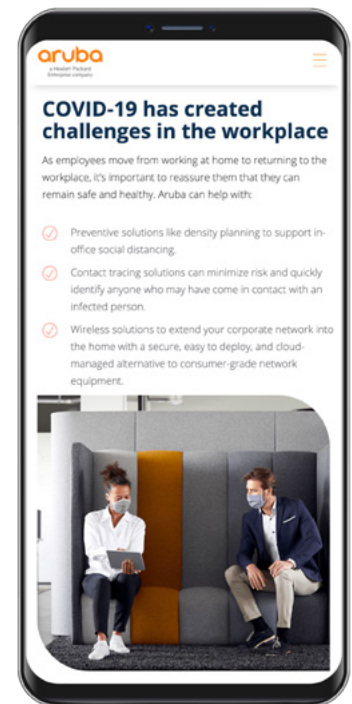 aruba
a Hewlett Packard
Enterprise company
COVID-19 has created
challenges in the workplace
As employees move from working at home to returning to the
workplace, it's important to reassure them that they can
remain safe and healthy. Aruba can help with:
Preventive solutions like density planning to support in-
office social distancing.
Contact tracing solutions can minimize risk and quickly
identify anyone who may have come in contact with an
infected person.
Wireless solutions to extend your corporate network into
the home with a secure, easy to deploy, and cloud-
managed alternative to consumer-grade network
equipment.